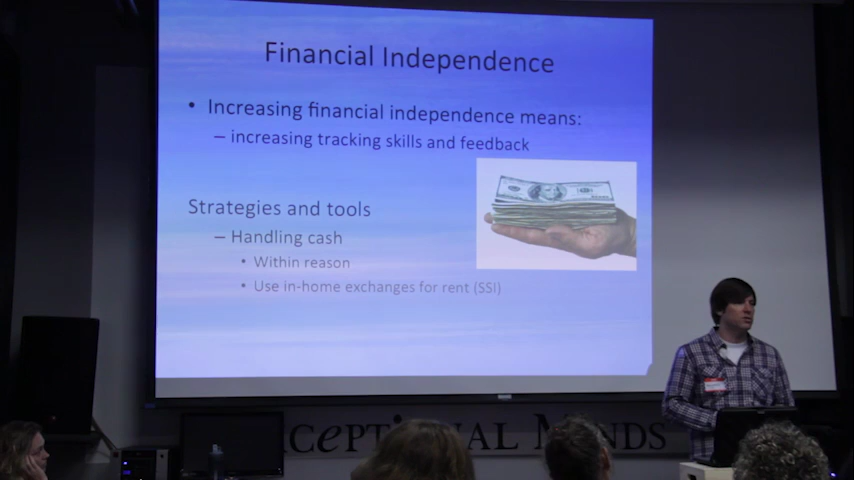 Financial Independence
• Increasing financial independence means:
– increasing tracking skills and feedback
Strategies and tools
– Handling cash
• Within reason
• Use in-home exchanges for rent (SSI)